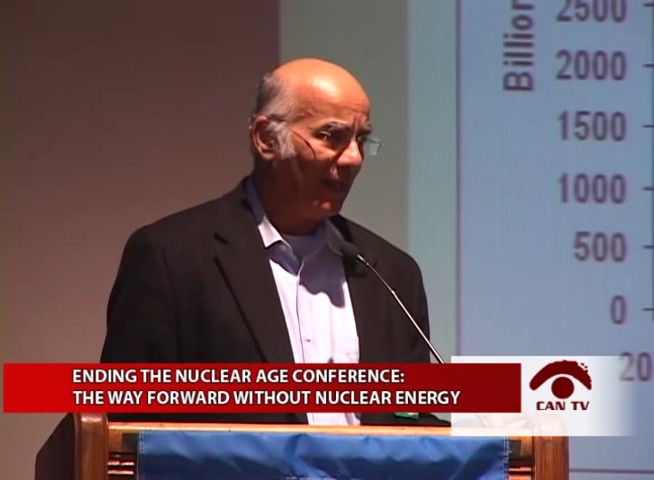 Billion
2500
2000
1500
1000
500
0
20
ENDING THE NUCLEAR AGE CONFERENCE:
THE WAY FORWARD WITHOUT NUCLEAR ENERGY
CAN TV